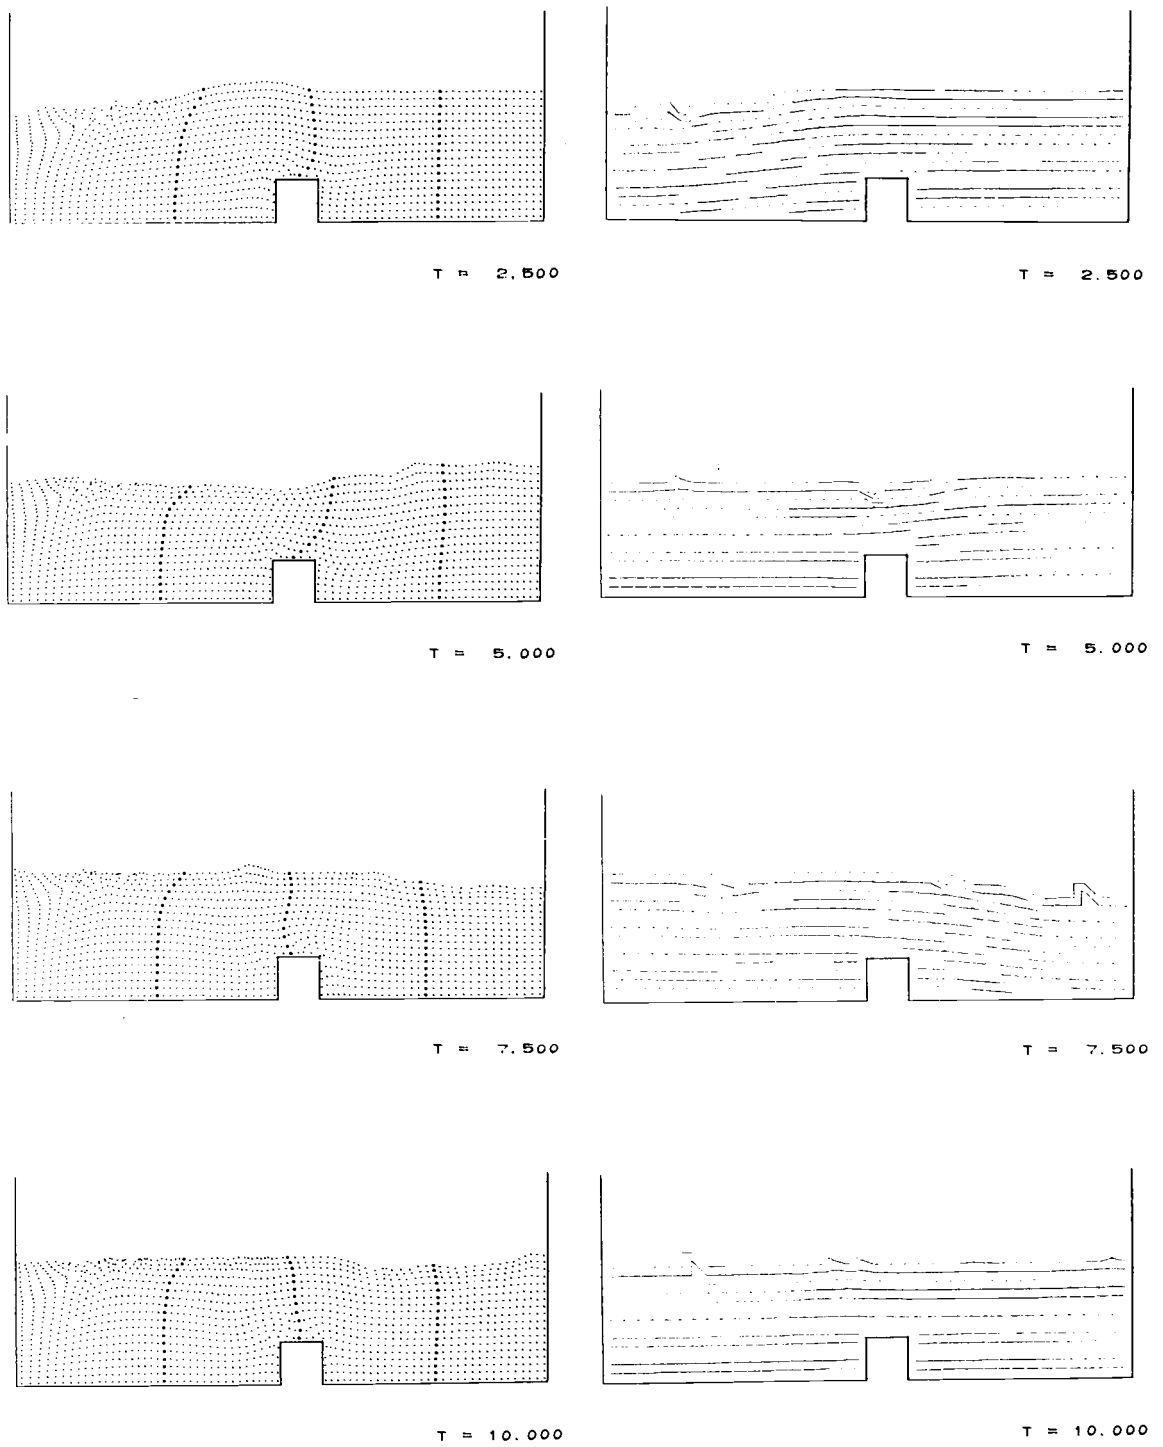 T = 2.500
T = 2.500
T = 5.000
T = 5.000
T = 7.500
T = 7.500
T = 10.000
T = 10.000